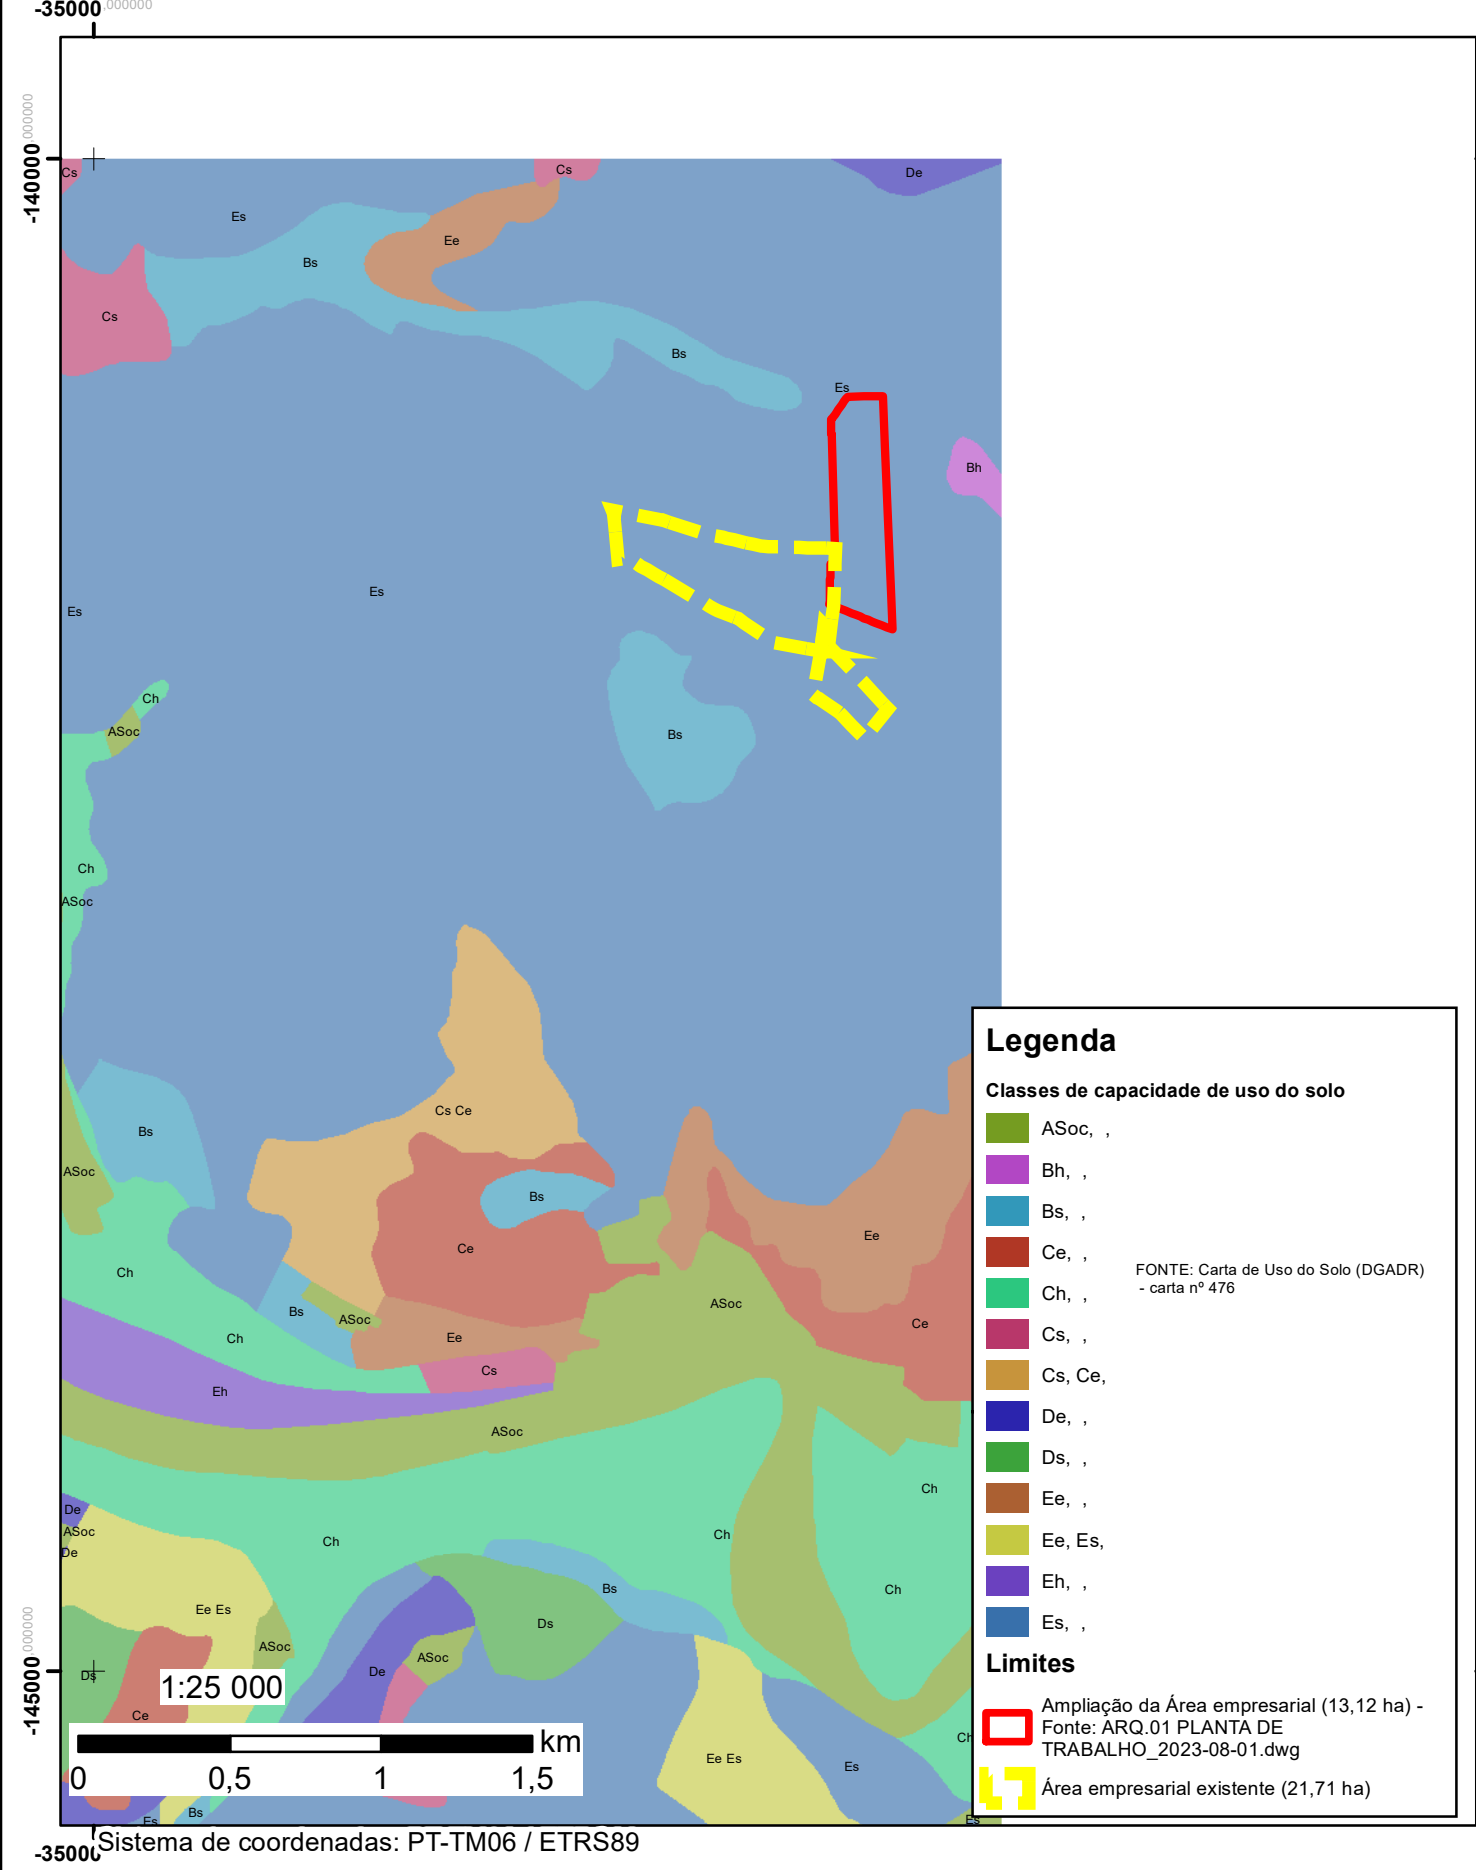 -35000,000000
-140000,000000
Cs
Cs
De
Es
Ee
Bs
Cs
Bs
Es
Bh
Es
Es
Ch
ASoc
Bs
Ch
ASoc
Cs Ce
Bs
ASoc
Bs
Ee
Ce
Ch
ASoc
Bs
ASoc
Ce
Ch
Ee
Cs
Eh
ASoc
Ch
De
ASoc
De
Ch
Ch
Bs
Ch
Ee Es
Ds
ASoc
ASoc
De
Ds
Ce
Ch
Ee Es
Es
Bs
Es
Es
-145000,000000
1:25 000
km
0 0,5 1 1,5
Legenda
Classes de capacidade de uso do solo
ASoc, ,
Bh, ,
Bs, ,
Ce, ,
Ch, ,
Cs, ,
Cs, Ce,
De, ,
Ds, ,
Ee, ,
Ee, Es,
Eh, ,
Es, ,
FONTE: Carta de Uso do Solo (DGADR)
- carta nº 476
Limites
Ampliação da Área empresarial (13,12 ha) -
Fonte: ARQ.01 PLANTA DE
TRABALHO_2023-08-01.dwg
Área empresarial existente (21,71 ha)
-35000
Sistema de coordenadas: PT-TM06 / ETRS89